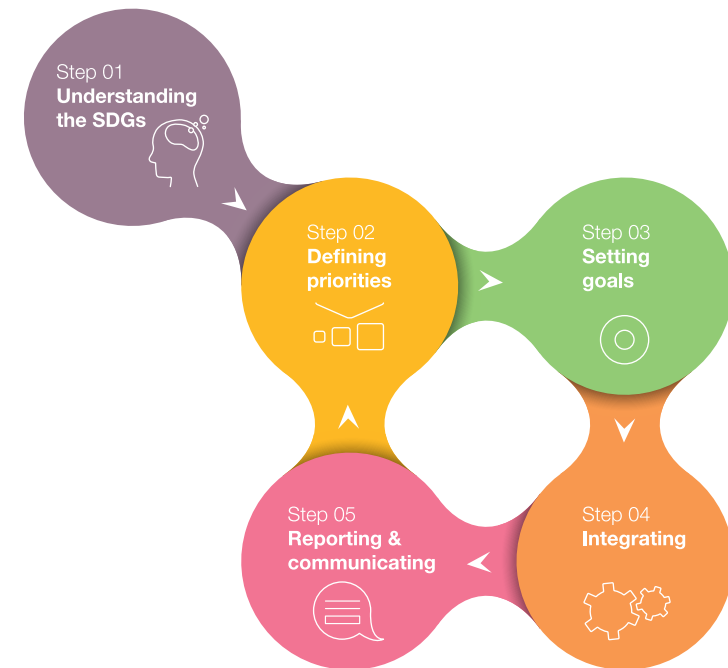 Step 01
Understanding
the SDGs
Step 02
Defining
priorities
Step 03
Setting
goals
Step 04
Integrating
Step 05
Reporting &
communicating